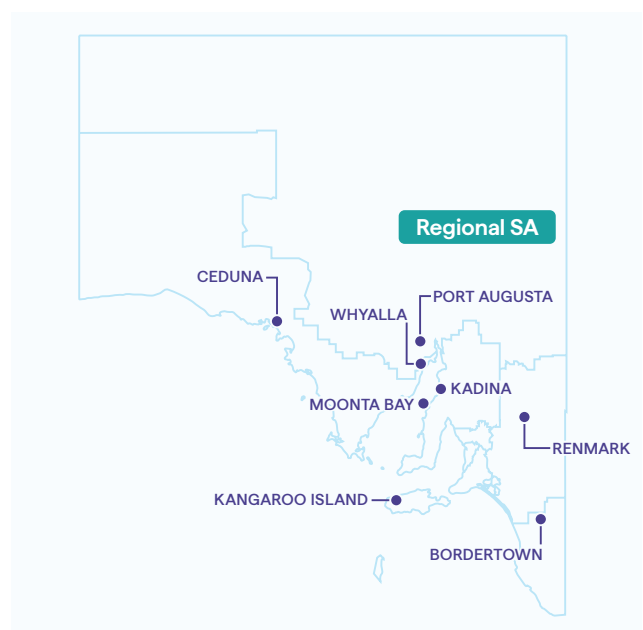 Regional SA
CEDUNA
PORT AUGUSTA
WHYALLA
KADINA
MOONTA BAY
RENMARK
KANGAROO ISLAND
BORDERTOWN